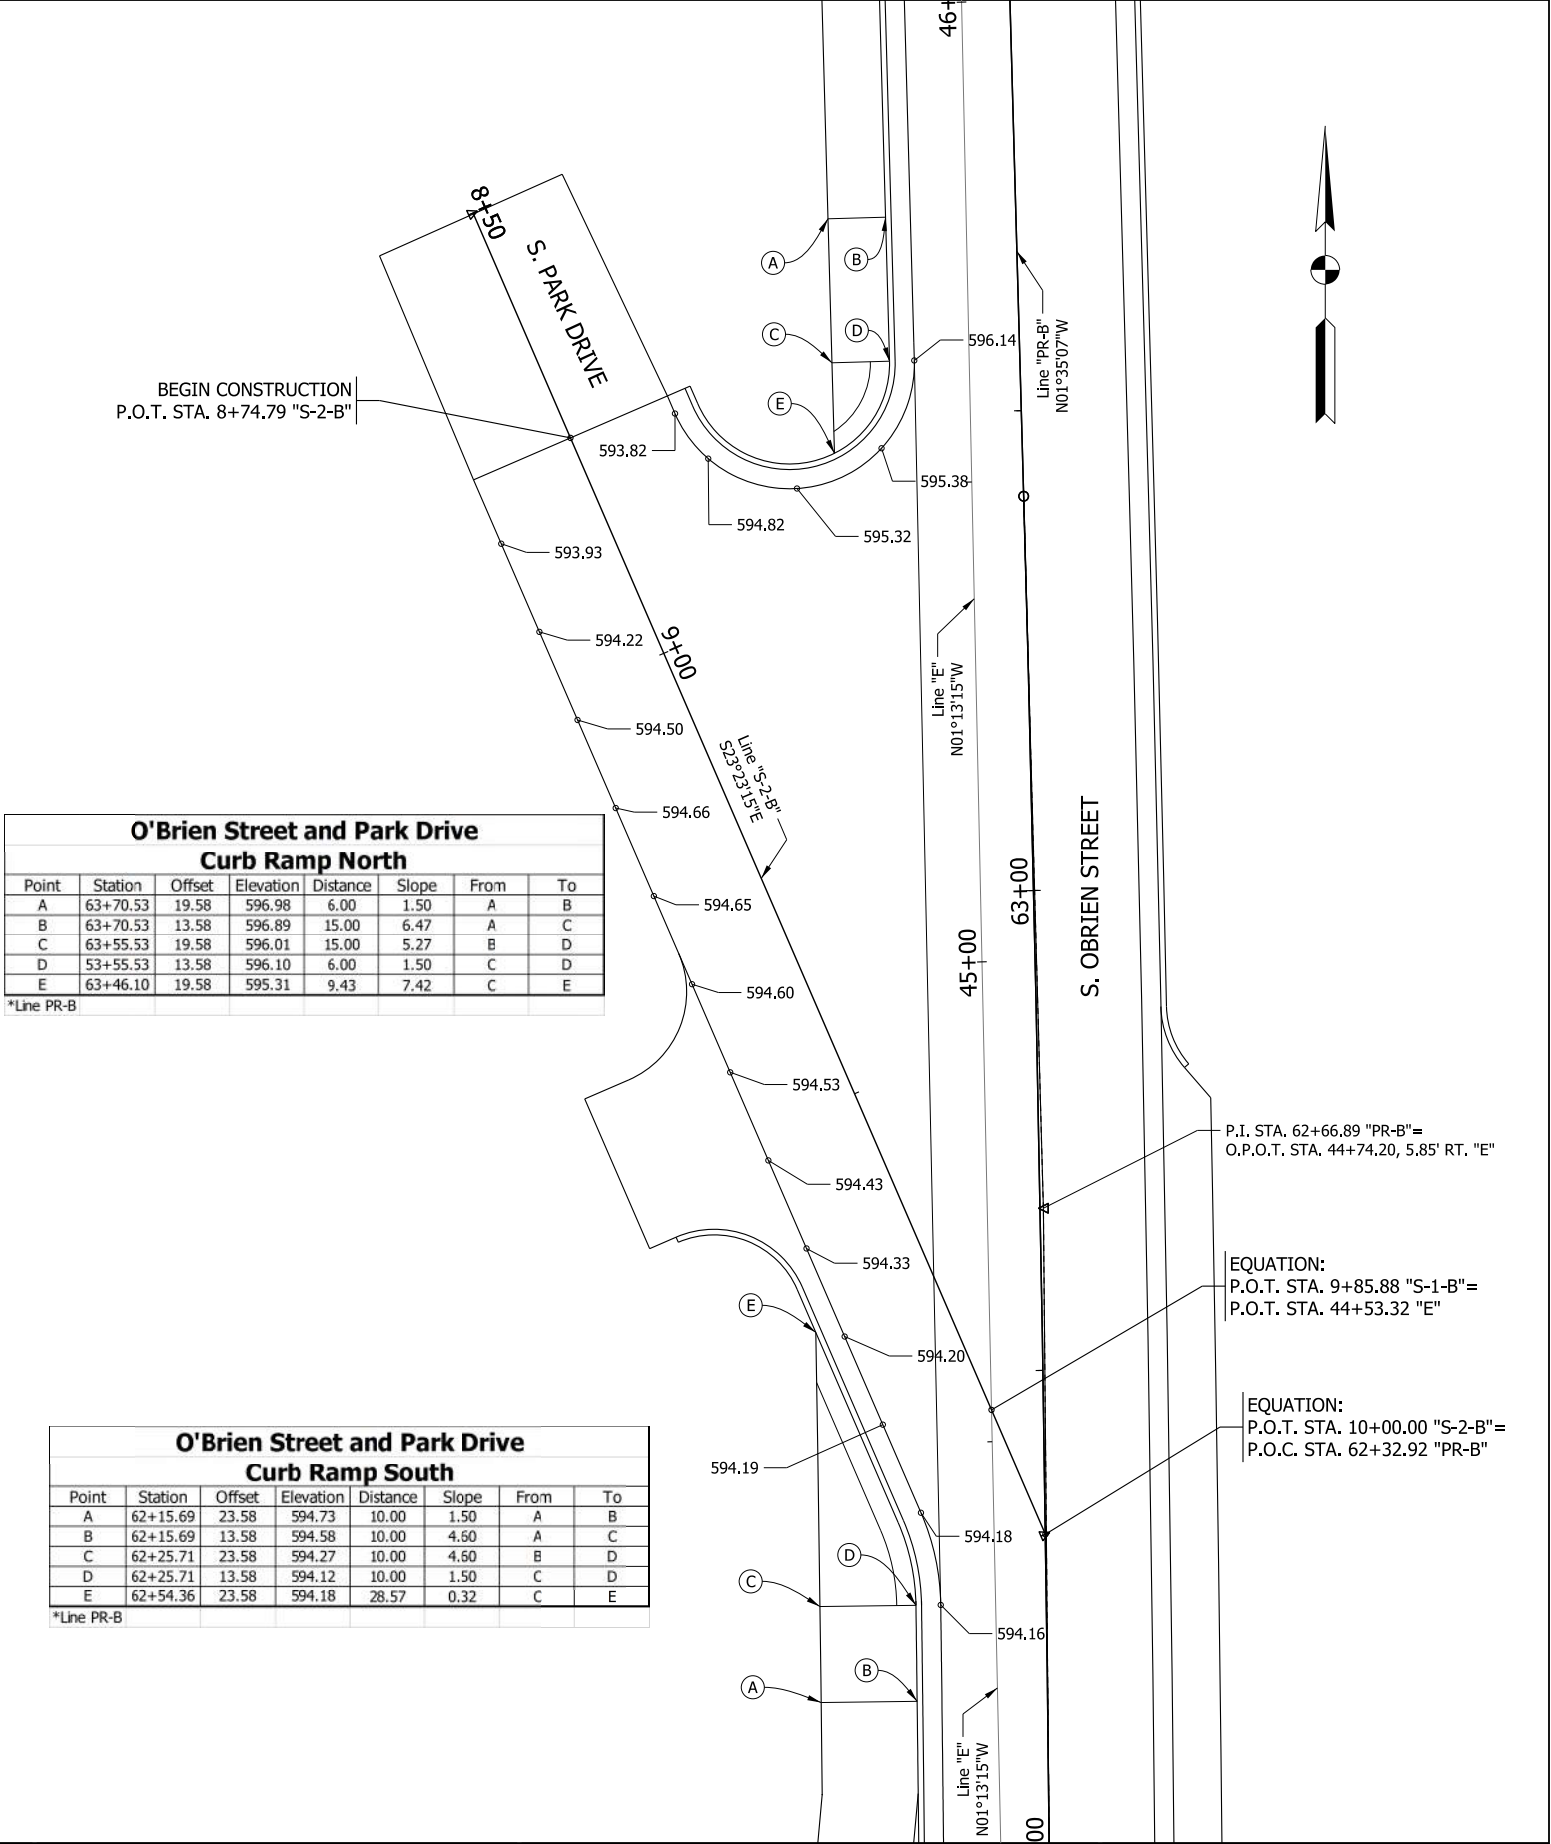 46+
8+50
S. PARK DRIVE
A
B
C
D
E
596.14
Line "PR-B"
N01°35'07"W
BEGIN CONSTRUCTION
P.O.T. STA. 8+74.79 "S-2-B"
593.82
595.38
594.82
595.32
593.93
594.22
9+00
Line "E"
N01°13'15"W
594.50
Line "S-2-B"
S23°23'15"E
594.66
O'Brien Street and Park Drive
Curb Ramp North
Point Station Offset Elevation Distance Slope From To
A 63+70.53 19.58 596.98 6.00 1.50 A B
B 63+70.53 13.58 596.89 15.00 6.47 A C
C 63+55.53 19.58 596.01 15.00 5.27 B D
D 53+55.53 13.58 596.10 6.00 1.50 C D
E 63+46.10 19.58 595.31 9.43 7.42 C E
*Line PR-B
594.65
63+00
S. OBRIEN STREET
45+00
594.60
594.53
P.I. STA. 62+66.89 "PR-B"=
O.P.O.T. STA. 44+74.20, 5.85' RT. "E"
594.43
594.33
EQUATION:
P.O.T. STA. 9+85.88 "S-1-B"=
P.O.T. STA. 44+53.32 "E"
E
594.20
EQUATION:
P.O.T. STA. 10+00.00 "S-2-B"=
P.O.C. STA. 62+32.92 "PR-B"
594.19
O'Brien Street and Park Drive
Curb Ramp South
Point Station Offset Elevation Distance Slope From To
A 62+15.69 23.58 594.73 10.00 1.50 A B
B 62+15.69 13.58 594.58 10.00 4.60 A C
C 62+25.71 23.58 594.27 10.00 4.60 B D
D 62+25.71 13.58 594.12 10.00 1.50 C D
E 62+54.36 23.58 594.18 28.57 0.32 C E
*Line PR-B
594.18
D
C
594.16
B
A
Line "E"
N01°13'15"W
00